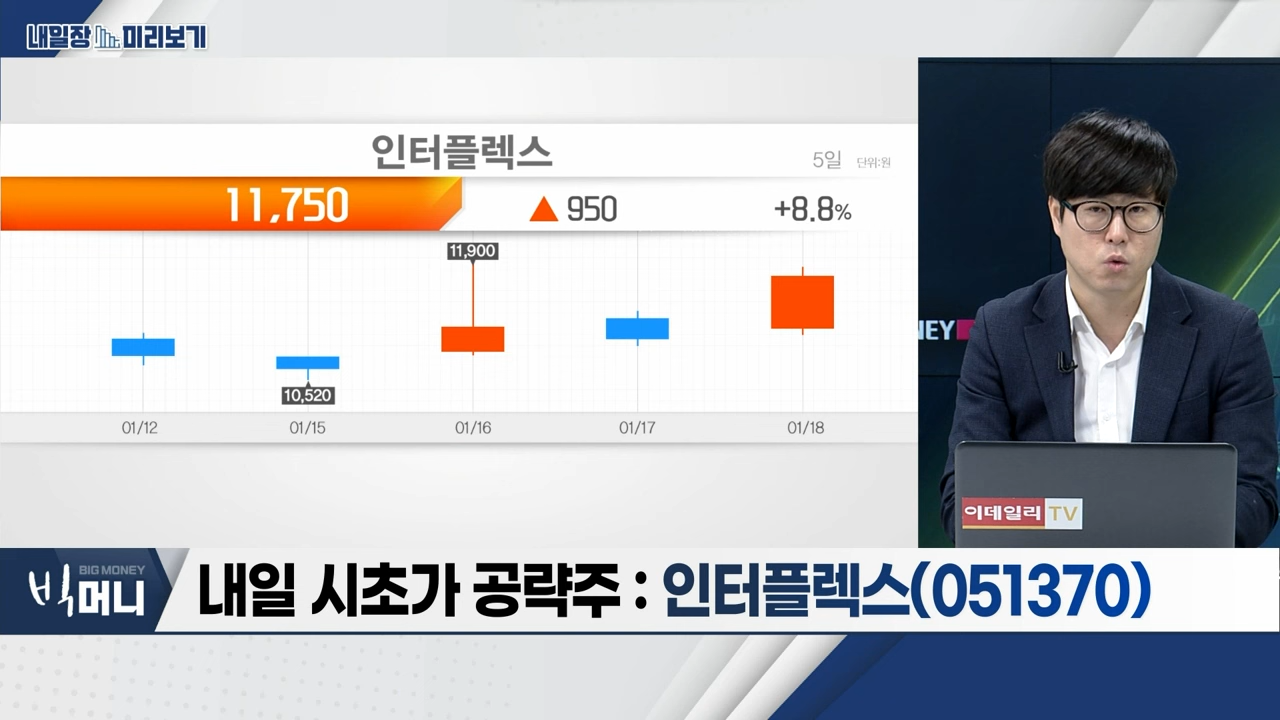 내일장 미리보기
인터플렉스
5일 단위:원
11,750 ▲ 950 +8.8%
11,900
10,520
01/12 01/15 01/16 01/17 01/18
NEY
이데일리 TV
빅머니 BIG MONEY
내일 시초가 공략주 : 인터플렉스(051370)